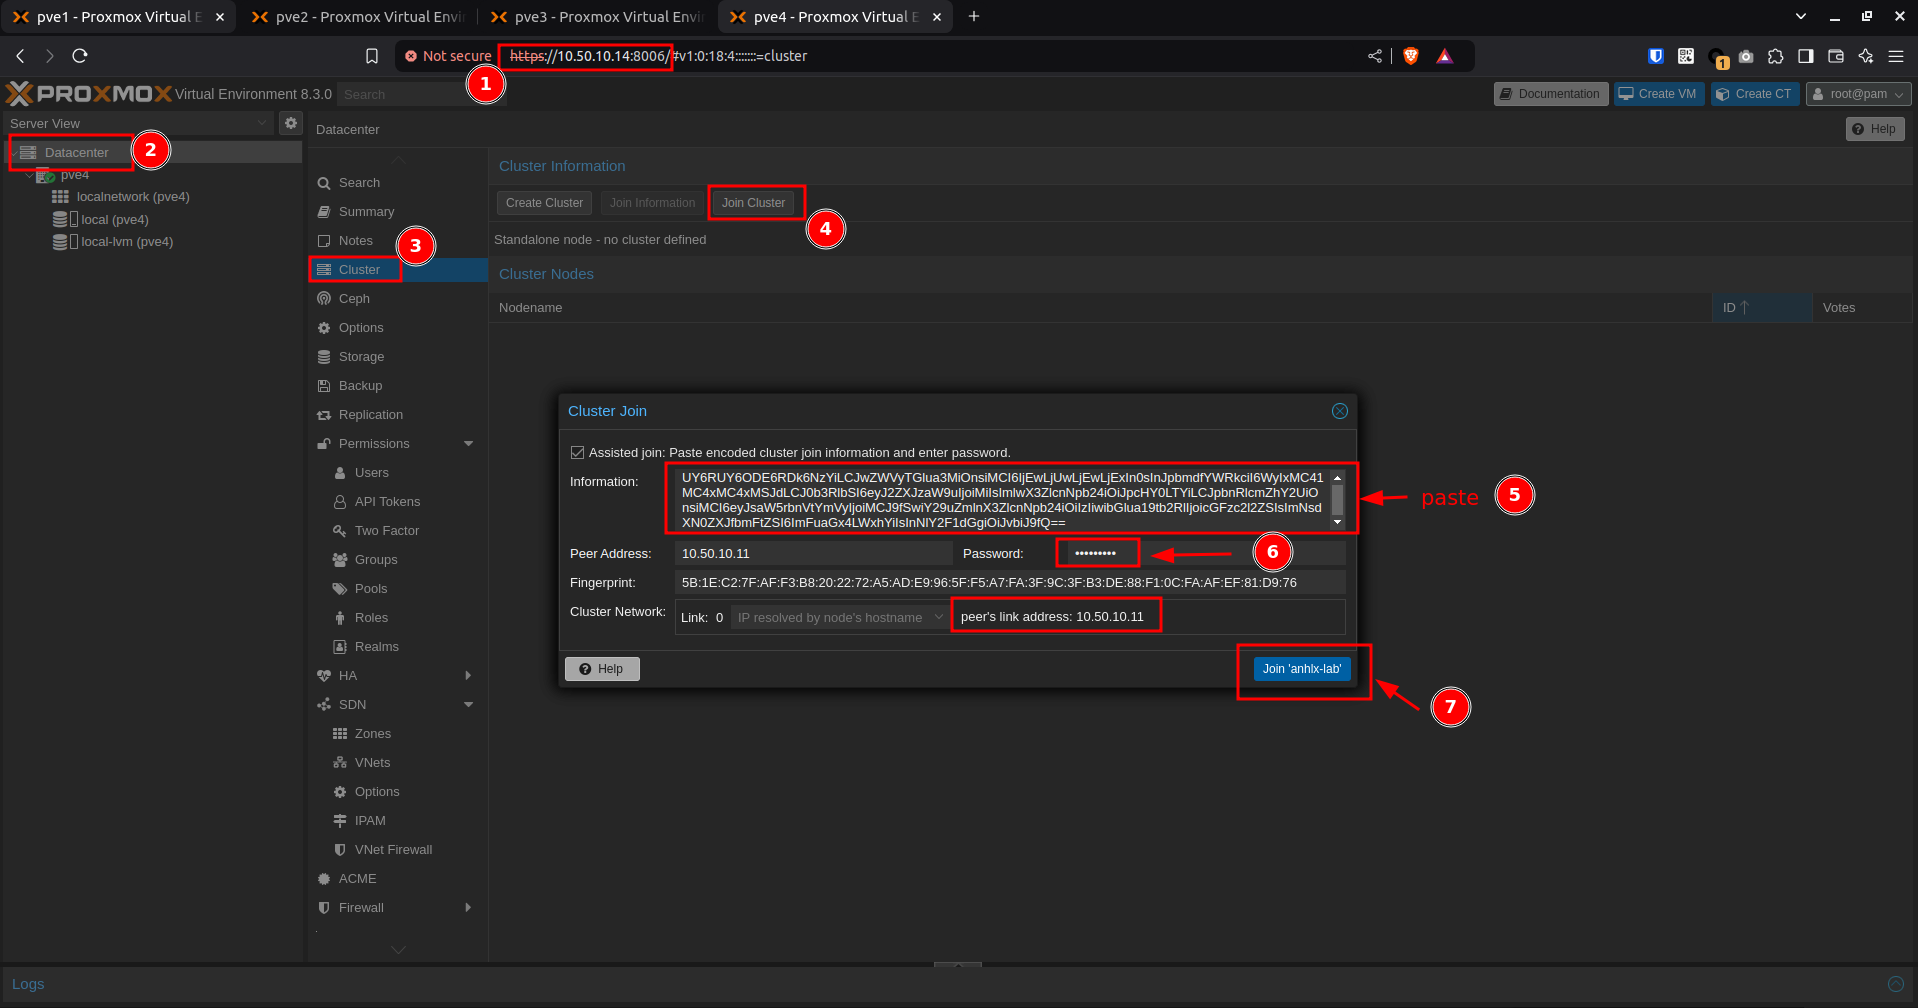 pve1 - Proxmox Virtual E
pve2 - Proxmox Virtual Envi
pve3 - Proxmox Virtual Envi
pve4 - Proxmox Virtual E
Not secure
https://10.50.10.14:8006/#v1:0:18:4:::::::=cluster
1
1
PROXMOX
Virtual Environment 8.3.0
Search
Documentation
Create VM
Create CT
root@pam
Server View
Datacenter
Help
Datacenter
2
pve4
localnetwork (pve4)
local (pve4)
local-lvm (pve4)
Search
Summary
Notes
3
Cluster
Ceph
Options
Storage
Backup
Replication
Permissions
Users
API Tokens
Two Factor
Groups
Pools
Roles
Realms
HA
SDN
Zones
VNets
Options
IPAM
VNet Firewall
ACME
Firewall
Cluster Information
Create Cluster
Join Information
Join Cluster
4
Standalone node - no cluster defined
Cluster Nodes
Nodename
ID
Votes
Cluster Join
Assisted join: Paste encoded cluster join information and enter password.
Information:
UY6RUY6ODE6RDk6NzYiLCJwZWVyTGlua3MiOnsiMCI6IjEwLjUwLjEwLjExIn0sInJpbmdfYWRkciI6WyIxMC41
MC4xMC4xMSJdLCJ0b3RlbSI6eyJ2ZXJzaW9uIjoiMiIsImlwX3ZlcnNpb24iOiJpcHY0LTYiLCJpbnRlcmZhY2UiO
nsiMCI6eyJsaW5rbnVtYmVyIjoiMCJ9fSwiY29uZmlnX3ZlcnNpb24iOiIzIiwibGlua19tb2RlIjoicGFzc2l2ZSIsImNsd
XN0ZXJfbmFtZSI6ImFuaGx4LWxhYiIsInNlY2F1dGgiOiJvbiJ9fQ==
paste
5
Peer Address:
10.50.10.11
Password:
•••••••••
6
Fingerprint:
5B:1E:C2:7F:AF:F3:B8:20:22:72:A5:AD:E9:96:5F:F5:A7:FA:3F:9C:3F:B3:DE:88:F1:0C:FA:AF:EF:81:D9:76
Cluster Network:
Link: 0
IP resolved by node's hostname
peer's link address: 10.50.10.11
Help
Join 'anhlx-lab'
7
Logs